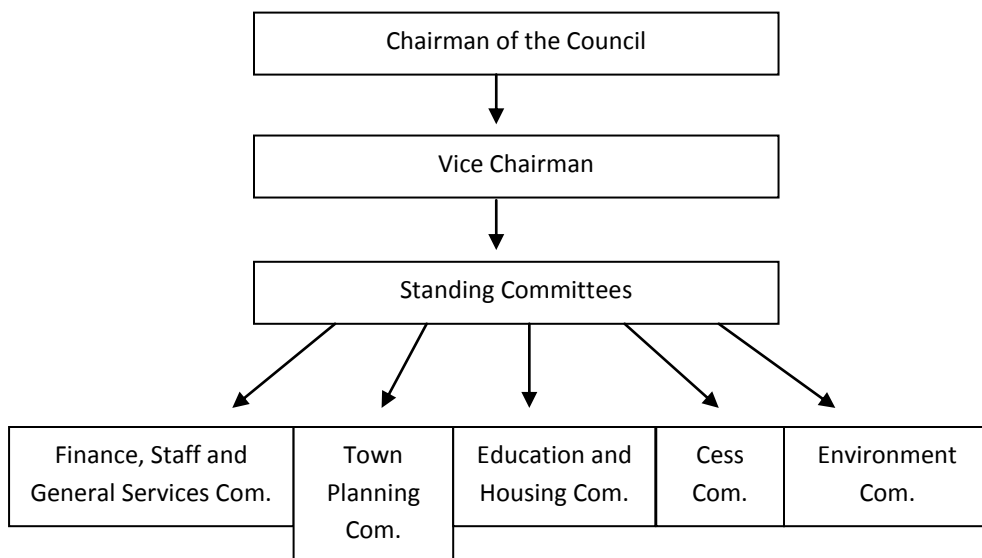 Chairman of the Council
Vice Chairman
Standing Committees
Finance, Staff and
General Services Com.
Town
Planning
Com.
Education and
Housing Com.
Cess
Com.
Environment
Com.